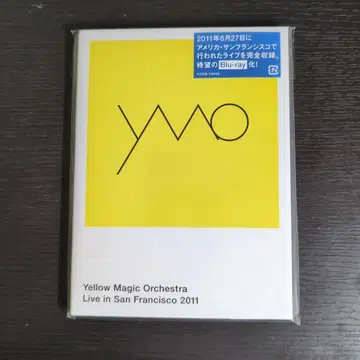 2011年6月27日に
アメリカ・サンフランシスコで
行われたライブを完全収録。
待望のBlu-ray化!
ymo
Yellow Magic Orchestra
Live in San Francisco 2011